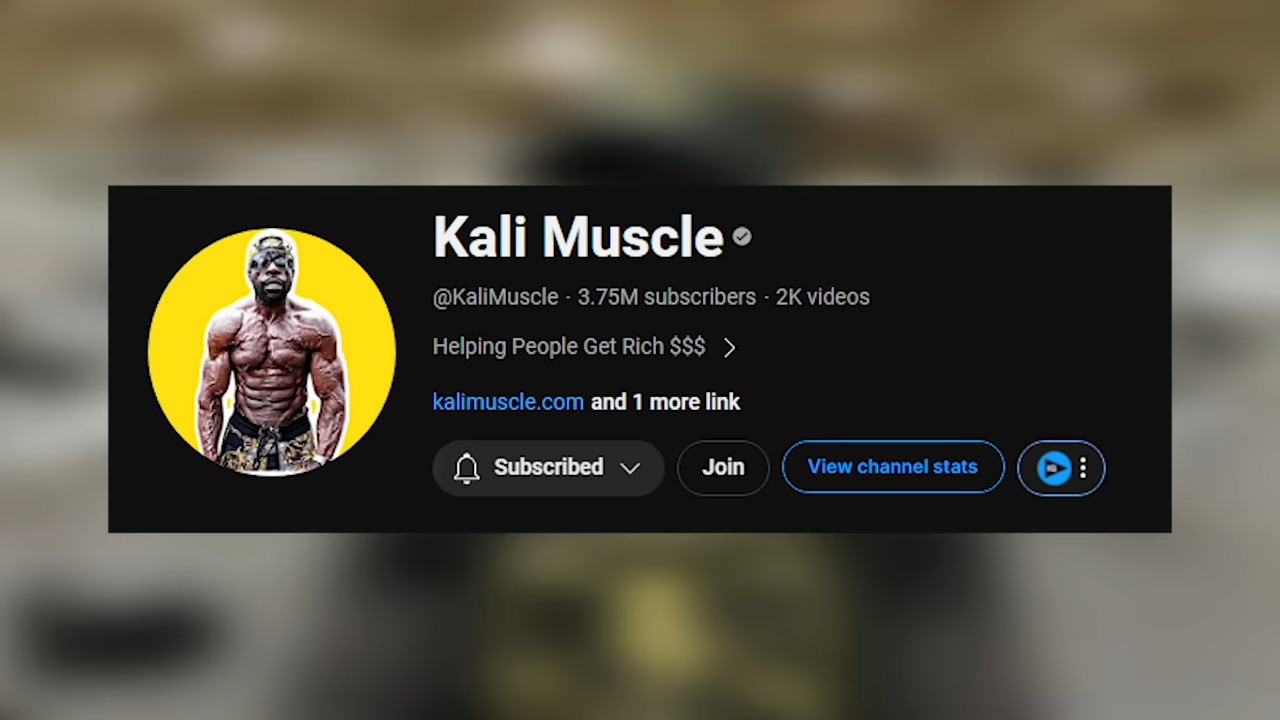 Kali Muscle
@KaliMuscle · 3.75M subscribers · 2K videos
Helping People Get Rich $$$
kalimuscle.com and 1 more link
Subscribed
Join
View channel stats